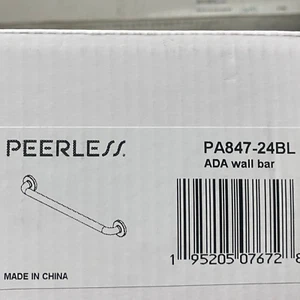 PEERLESS.
PA847-24BL
ADA wall bar
1 95205 07672 8
MADE IN CHINA